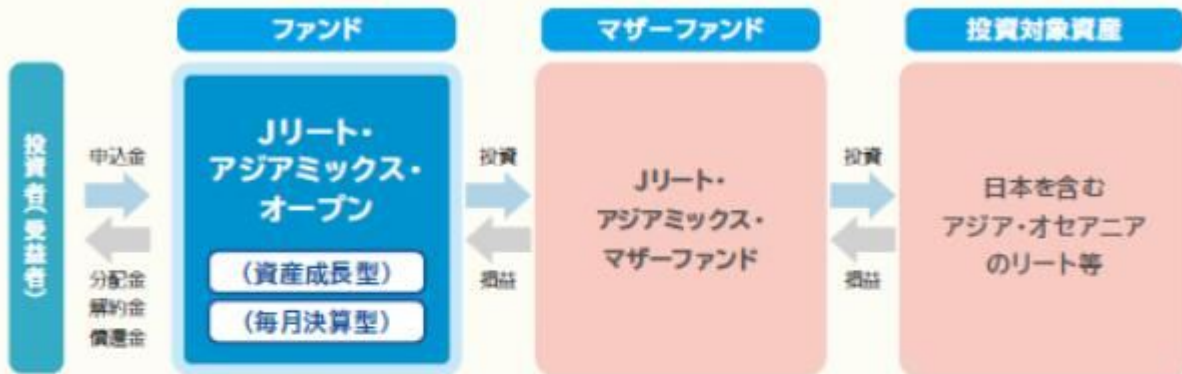 ファンド
マザーファンド
投資対象資産
投資者(受益者)
申込金
分配金
解約金
償還金
Jリート・
アジアミックス・
オープン
(資産成長型)
(毎月決算型)
投資
損益
Jリート・
アジアミックス・
マザーファンド
投資
損益
日本を含む
アジア・オセアニア
のリート等